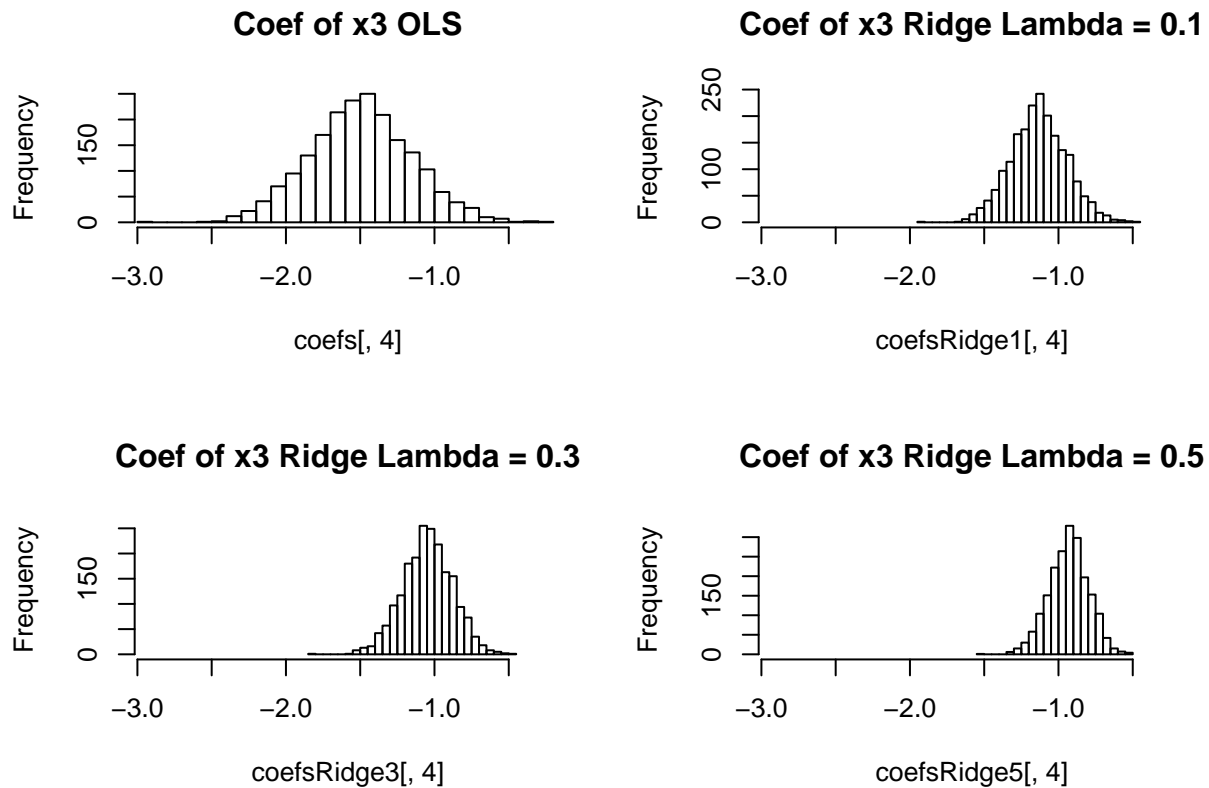 Coef of x3 OLS
Frequency
0
150
−3.0
−2.0
−1.0
coefs[, 4]
Coef of x3 Ridge Lambda = 0.1
Frequency
0
100
250
−3.0
−2.0
−1.0
coefsRidge1[, 4]
Coef of x3 Ridge Lambda = 0.3
Frequency
0
150
−3.0
−2.0
−1.0
coefsRidge3[, 4]
Coef of x3 Ridge Lambda = 0.5
Frequency
0
150
−3.0
−2.0
−1.0
coefsRidge5[, 4]